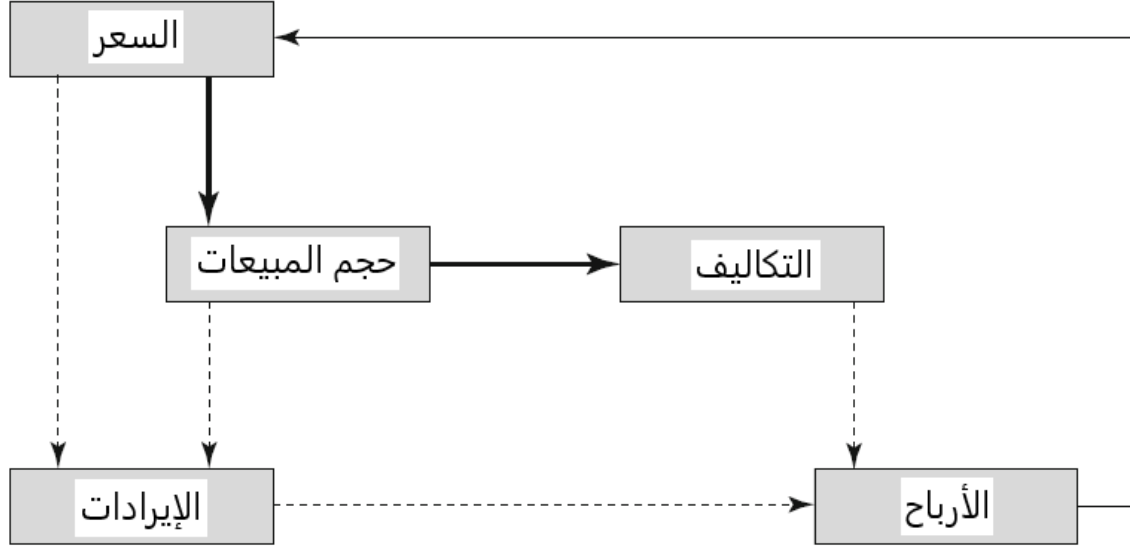 السعر
حجم المبيعات
التكاليف
الإيرادات
الأرباح